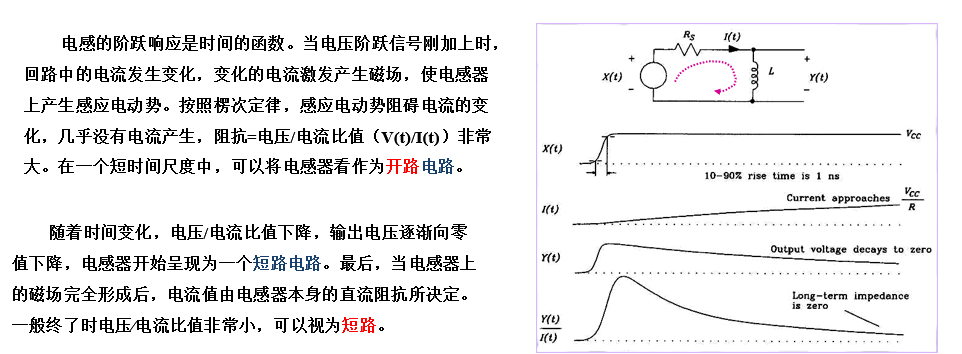 电感的阶跃响应是时间的函数。当电压阶跃信号刚加上时，
回路中的电流发生变化，变化的电流激发产生磁场，使电感器
上产生感应电动势。按照楞次定律，感应电动势阻碍电流的变
化，几乎没有电流产生，阻抗=电压/电流比值（V(t)/I(t)）非常
大。在一个短时间尺度中，可以将电感器看作为开路电路。
随着时间变化，电压/电流比值下降，输出电压逐渐向零
值下降，电感器开始呈现为一个短路电路。最后，当电感器上
的磁场完全形成后，电流值由电感器本身的直流阻抗所决定。
一般终了时电压/电流比值非常小，可以视为短路。
RS
I(t)
+
+
X(t)
L
Y(t)
−
−
X(t)
VCC
10-90% rise time is 1 ns
I(t)
Current approaches VCC/R
Y(t)
Output voltage decays to zero
Y(t)/I(t)
Long-term impedance
is zero